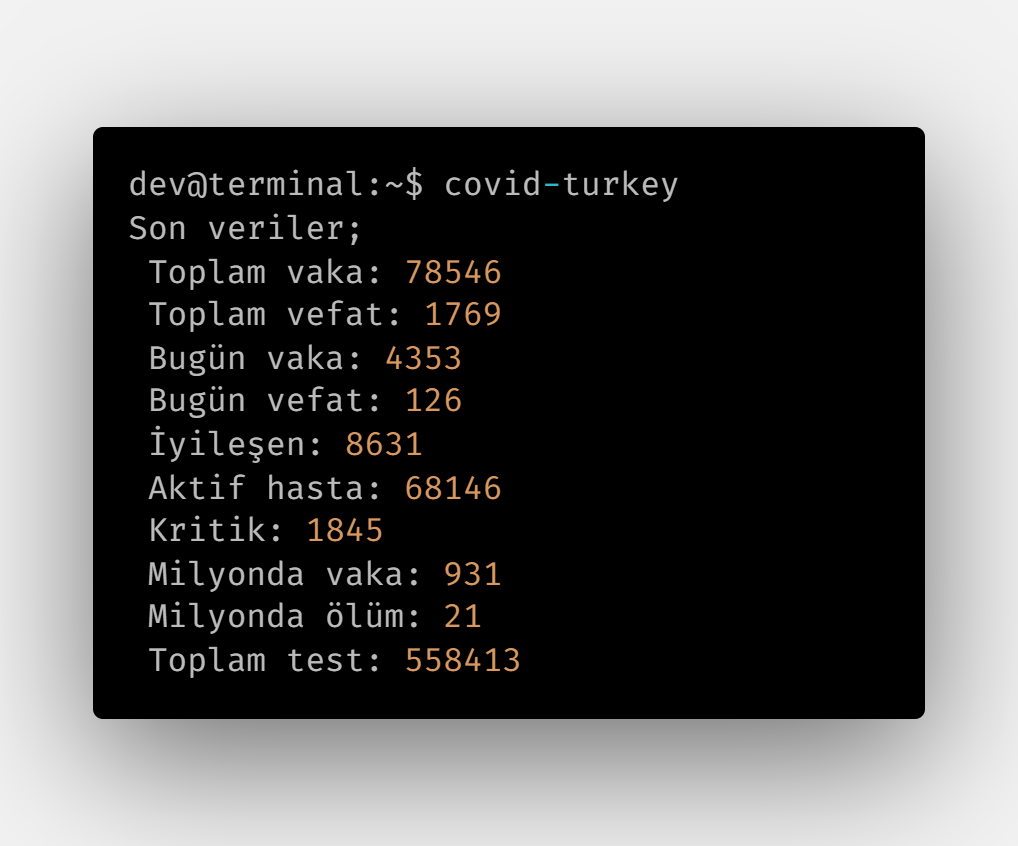 dev@terminal:~$ covid-turkey
Son veriler;
Toplam vaka: 78546
Toplam vefat: 1769
Bugün vaka: 4353
Bugün vefat: 126
İyileşen: 8631
Aktif hasta: 68146
Kritik: 1845
Milyonda vaka: 931
Milyonda ölüm: 21
Toplam test: 558413